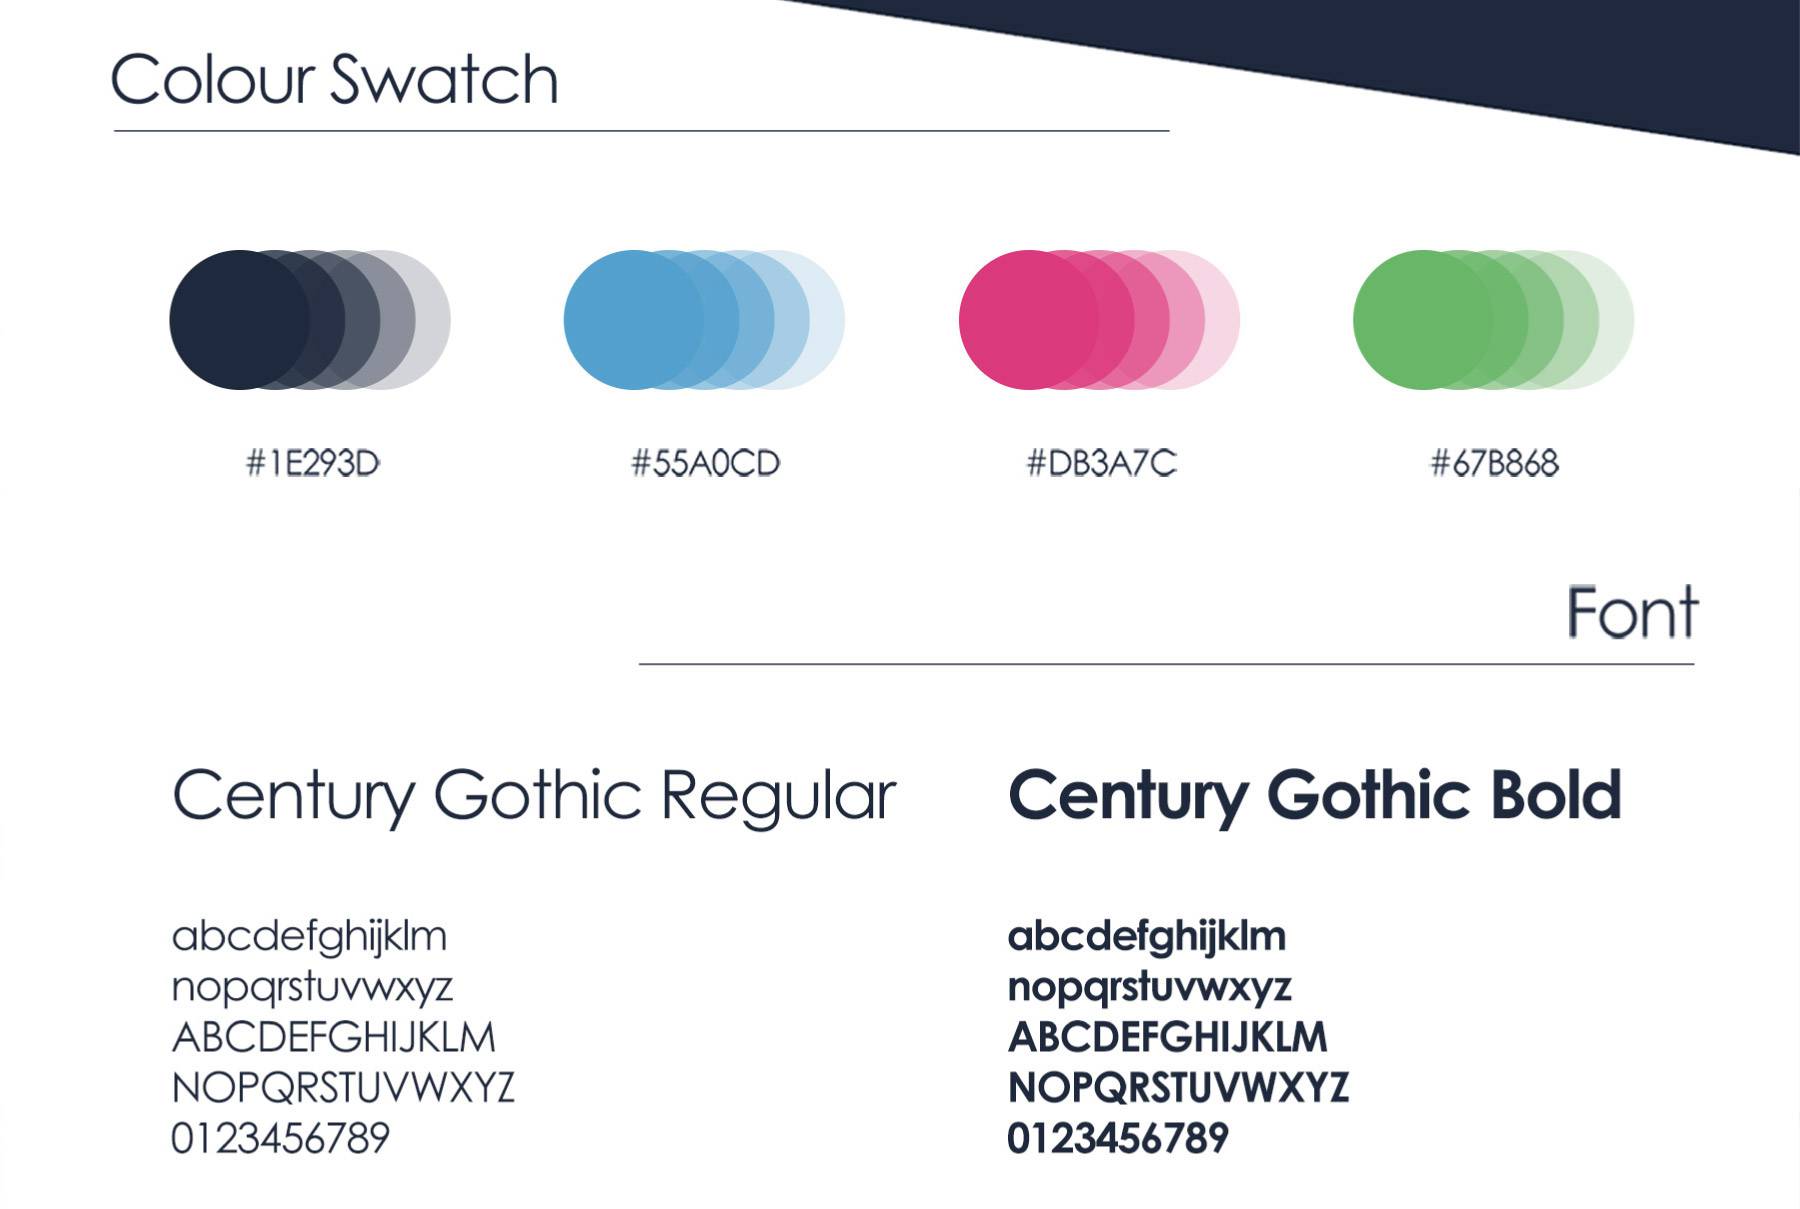 Colour Swatch
#1E293D
#55A0CD
#DB3A7C
#67B868
Font
Century Gothic Regular
abcdefghijklm
nopqrstuvwxyz
ABCDEFGHIJKLM
NOPQRSTUVWXYZ
0123456789
Century Gothic Bold
abcdefghijklm
nopqrstuvwxyz
ABCDEFGHIJKLM
NOPQRSTUVWXYZ
0123456789